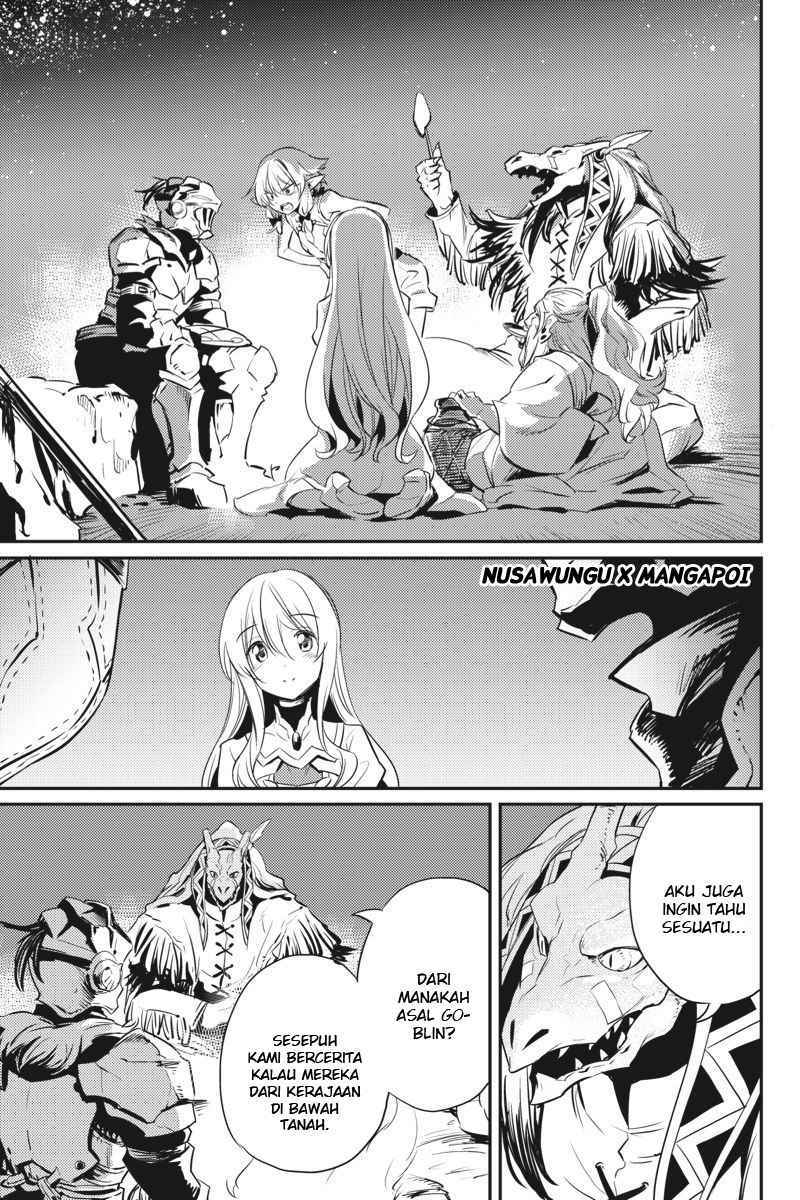 NUSAWUNGU X MANGAPOI
AKU JUGA
INGIN TAHU
SESUATU...
DARI
MANAKAH
ASAL GO-
BLIN?
SESEPUH
KAMI BERCERITA
KALAU MEREKA
DARI KERAJAAN
DI BAWAH
TANAH.